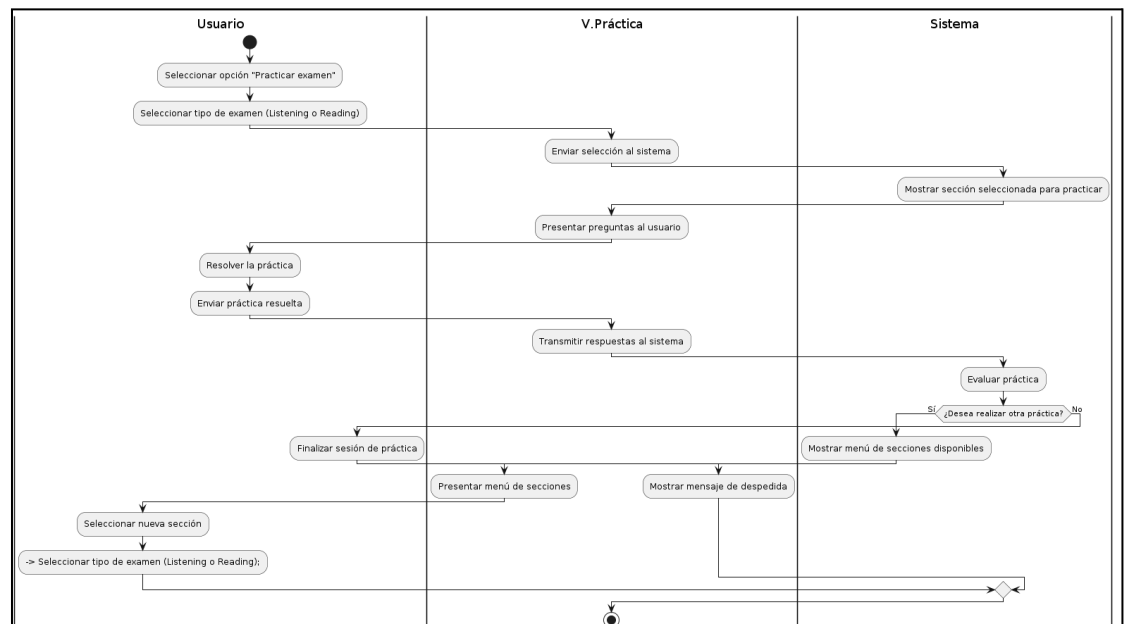 Usuario
V.Práctica
Sistema
Seleccionar opción "Practicar examen"
Seleccionar tipo de examen (Listening o Reading)
Enviar selección al sistema
Mostrar sección seleccionada para practicar
Presentar preguntas al usuario
Resolver la práctica
Enviar práctica resuelta
Transmitir respuestas al sistema
Evaluar práctica
Sí
¿Desea realizar otra práctica?
No
Finalizar sesión de práctica
Mostrar menú de secciones disponibles
Presentar menú de secciones
Mostrar mensaje de despedida
Seleccionar nueva sección
-> Seleccionar tipo de examen (Listening o Reading);